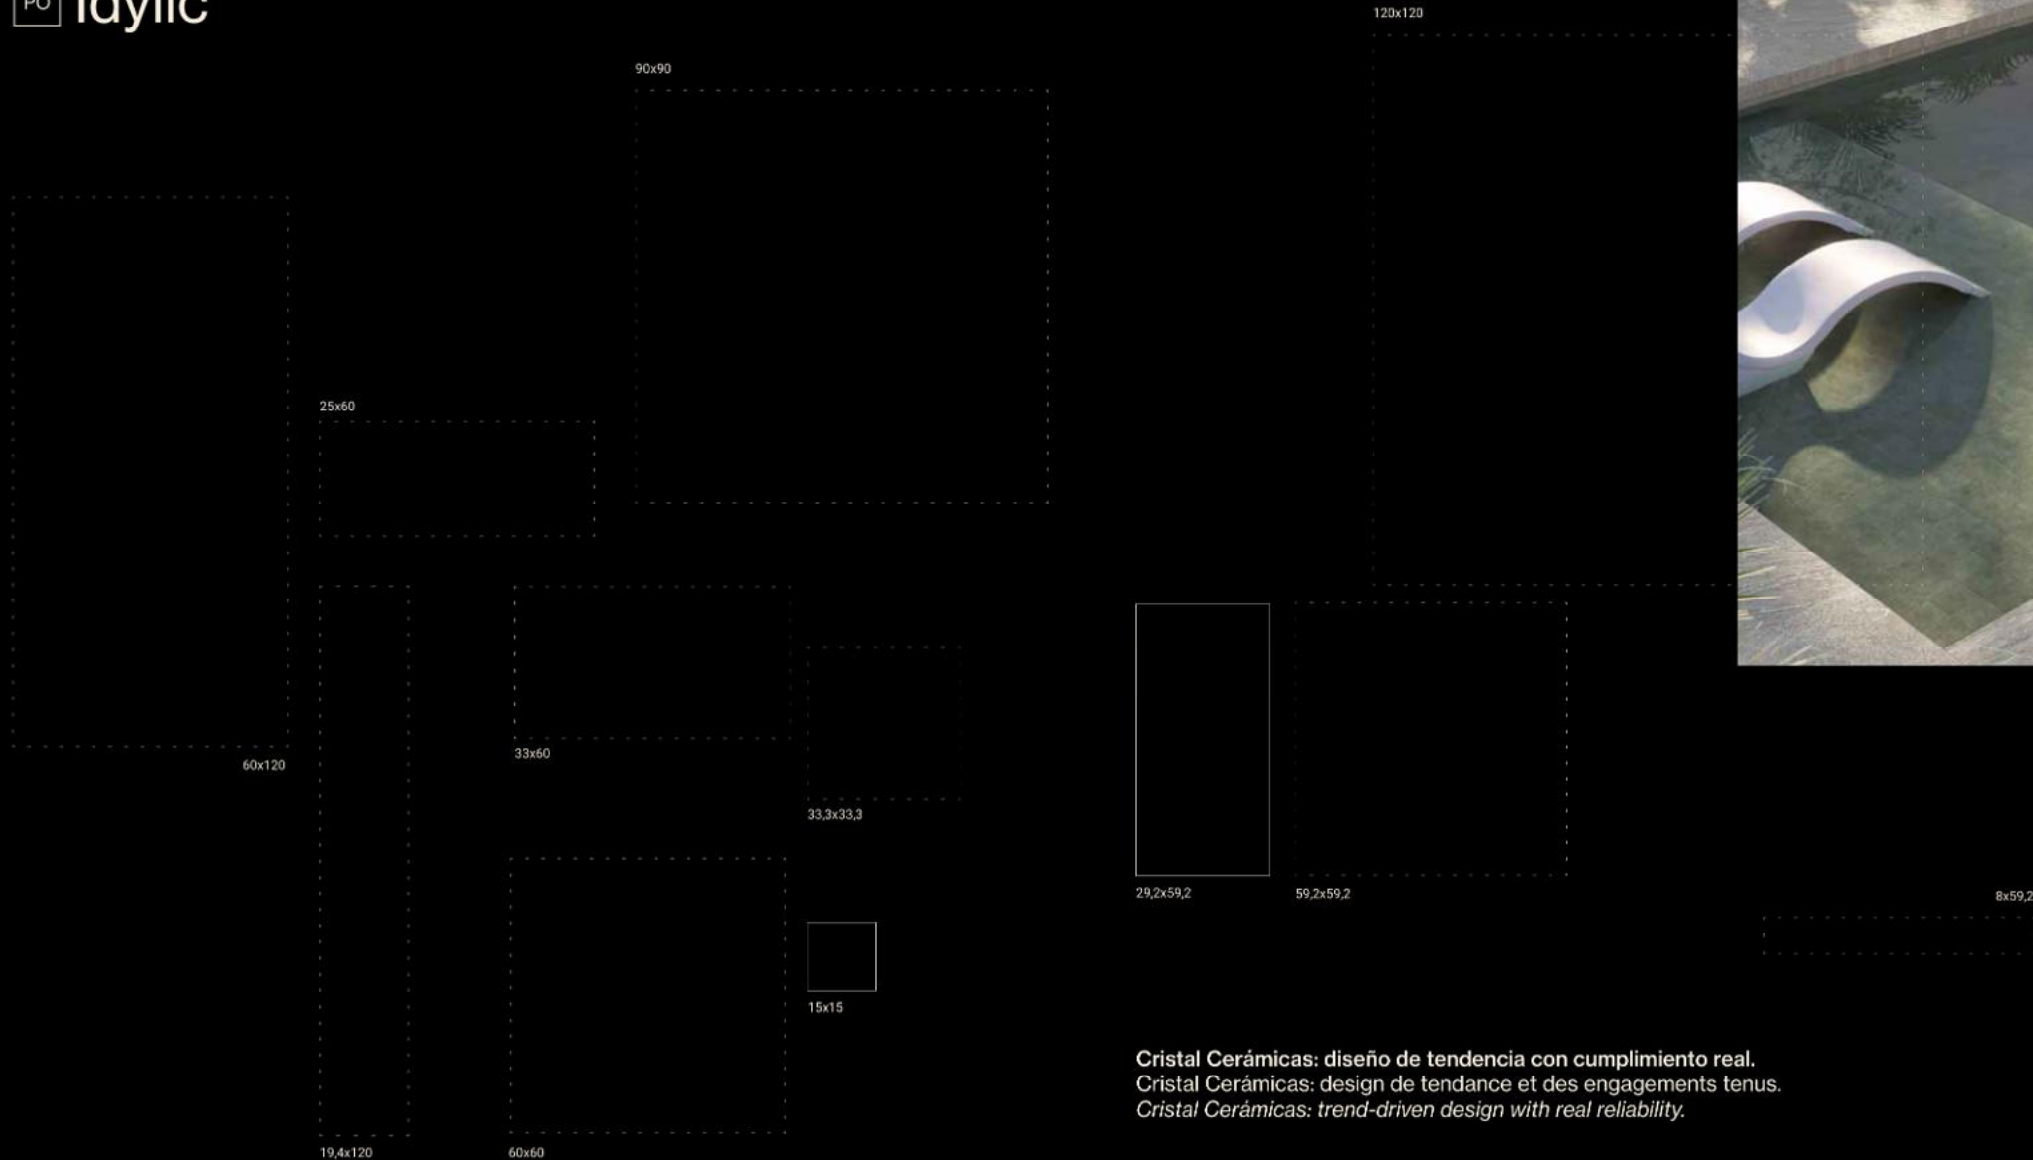 PO Idyllic
120x120
90x90
25x60
33x60
60x120
33,3x33,3
29,2x59,2
59,2x59,2
8x59,2
15x15
Cristal Cerámicas: diseño de tendencia con cumplimiento real.
Cristal Cerámicas: design de tendance et des engagements tenus.
Cristal Cerámicas: trend-driven design with real reliability.
19,4x120
60x60